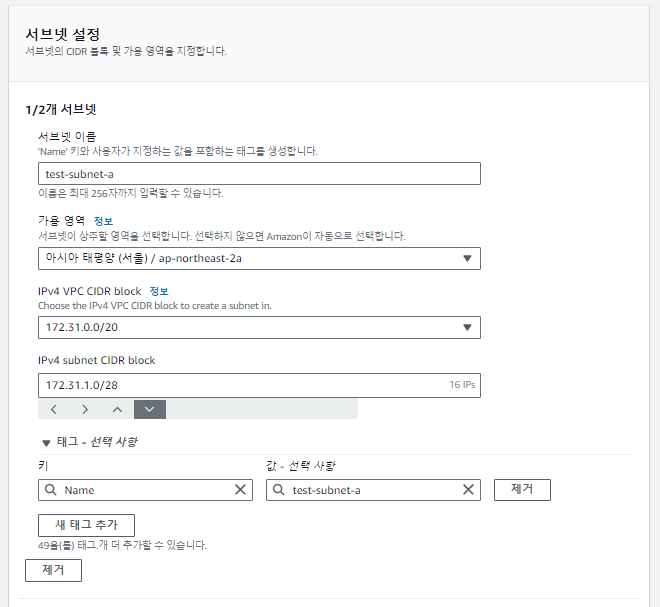 서브넷 설정
서브넷의 CIDR 블록 및 가용 영역을 지정합니다.
1/2개 서브넷
서브넷 이름
'Name' 키와 사용자가 지정하는 값을 포함하는 태그를 생성합니다.
test-subnet-a
이름은 최대 256자까지 입력할 수 있습니다.
가용 영역 정보
서브넷이 상주할 영역을 선택합니다. 선택하지 않으면 Amazon이 자동으로 선택합니다.
아시아 태평양 (서울) / ap-northeast-2a
IPv4 VPC CIDR block 정보
Choose the IPv4 VPC CIDR block to create a subnet in.
172.31.0.0/20
IPv4 subnet CIDR block
172.31.1.0/28 16 IPs
태그 - 선택 사항
키 값 - 선택 사항
Name test-subnet-a 제거
새 태그 추가
49을(를) 태그.개 더 추가할 수 있습니다.
제거